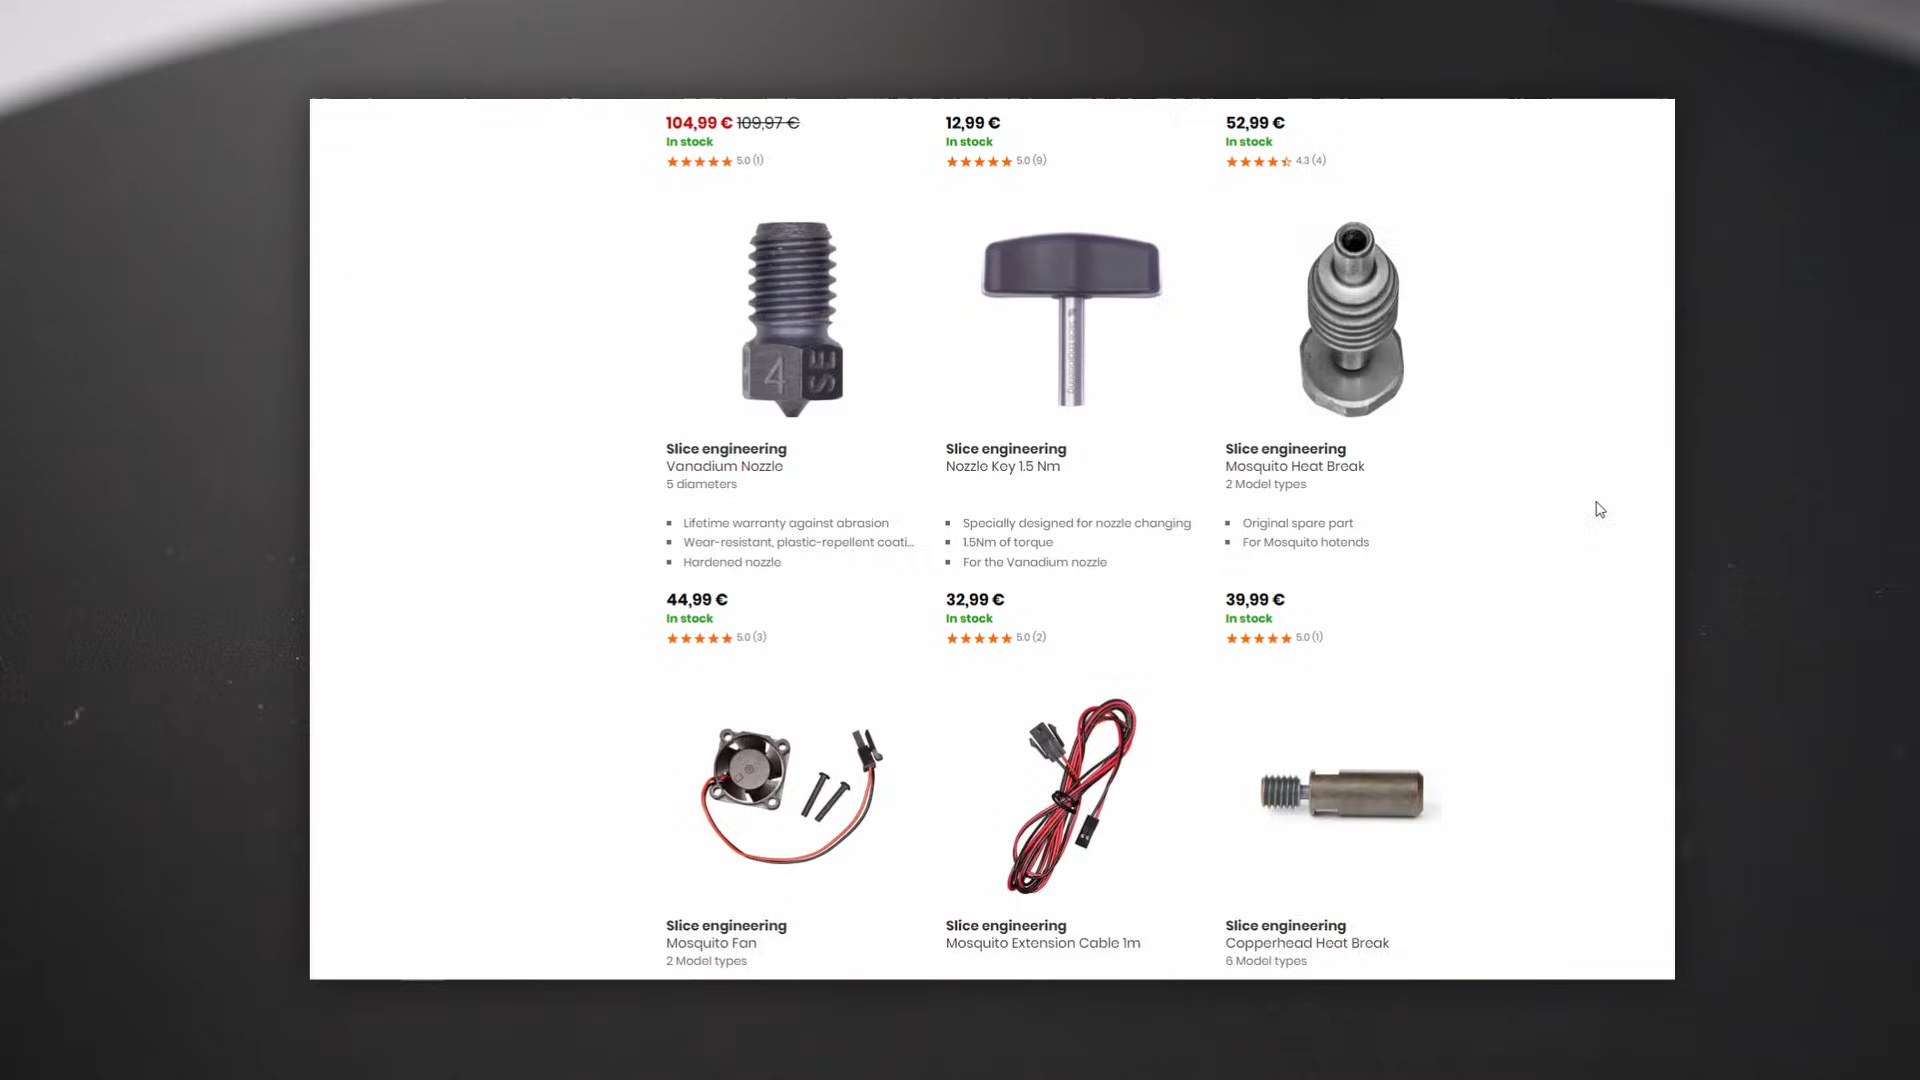 104,99 € 109,97 €
In stock
5.0 (1)
12,99 €
In stock
5.0 (9)
52,99 €
In stock
4.3 (4)
4
SE
Slice engineering
Vanadium Nozzle
5 diameters
Lifetime warranty against abrasion
Wear-resistant, plastic-repellent coati...
Hardened nozzle
44,99 €
In stock
5.0 (3)
Slice engineering
Slice engineering
Nozzle Key 1.5 Nm
Specially designed for nozzle changing
1.5Nm of torque
For the Vanadium nozzle
32,99 €
In stock
5.0 (2)
Slice engineering
Mosquito Heat Break
2 Model types
Original spare part
For Mosquito hotends
39,99 €
In stock
5.0 (1)
Slice engineering
Mosquito Fan
2 Model types
Slice engineering
Mosquito Extension Cable 1m
Slice engineering
Copperhead Heat Break
6 Model types